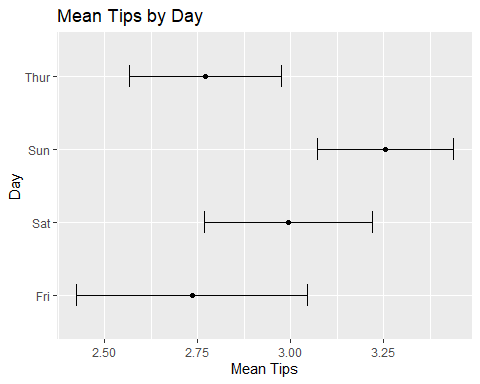 Mean Tips by Day
Thur
Sun
Sat
Fri
Day
2.50 2.75 3.00 3.25
Mean Tips